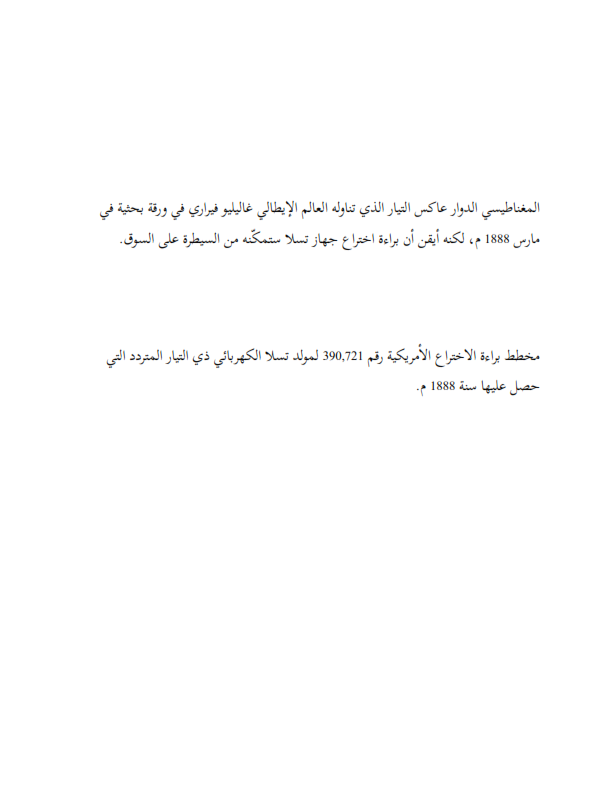 المغناطيسي الدوار عاكس التيار الذي تناوله العالم الإيطالي غاليليو فيراري في ورقة بحثية في
مارس 1888 م، لكنه أيقن أن براءة اختراع جهاز تسلا ستمكّنه من السيطرة على السوق.
مخطط براءة الاختراع الأمريكية رقم 390,721 لمولد تسلا الكهربائي ذي التيار المتردد التي
حصل عليها سنة 1888 م.